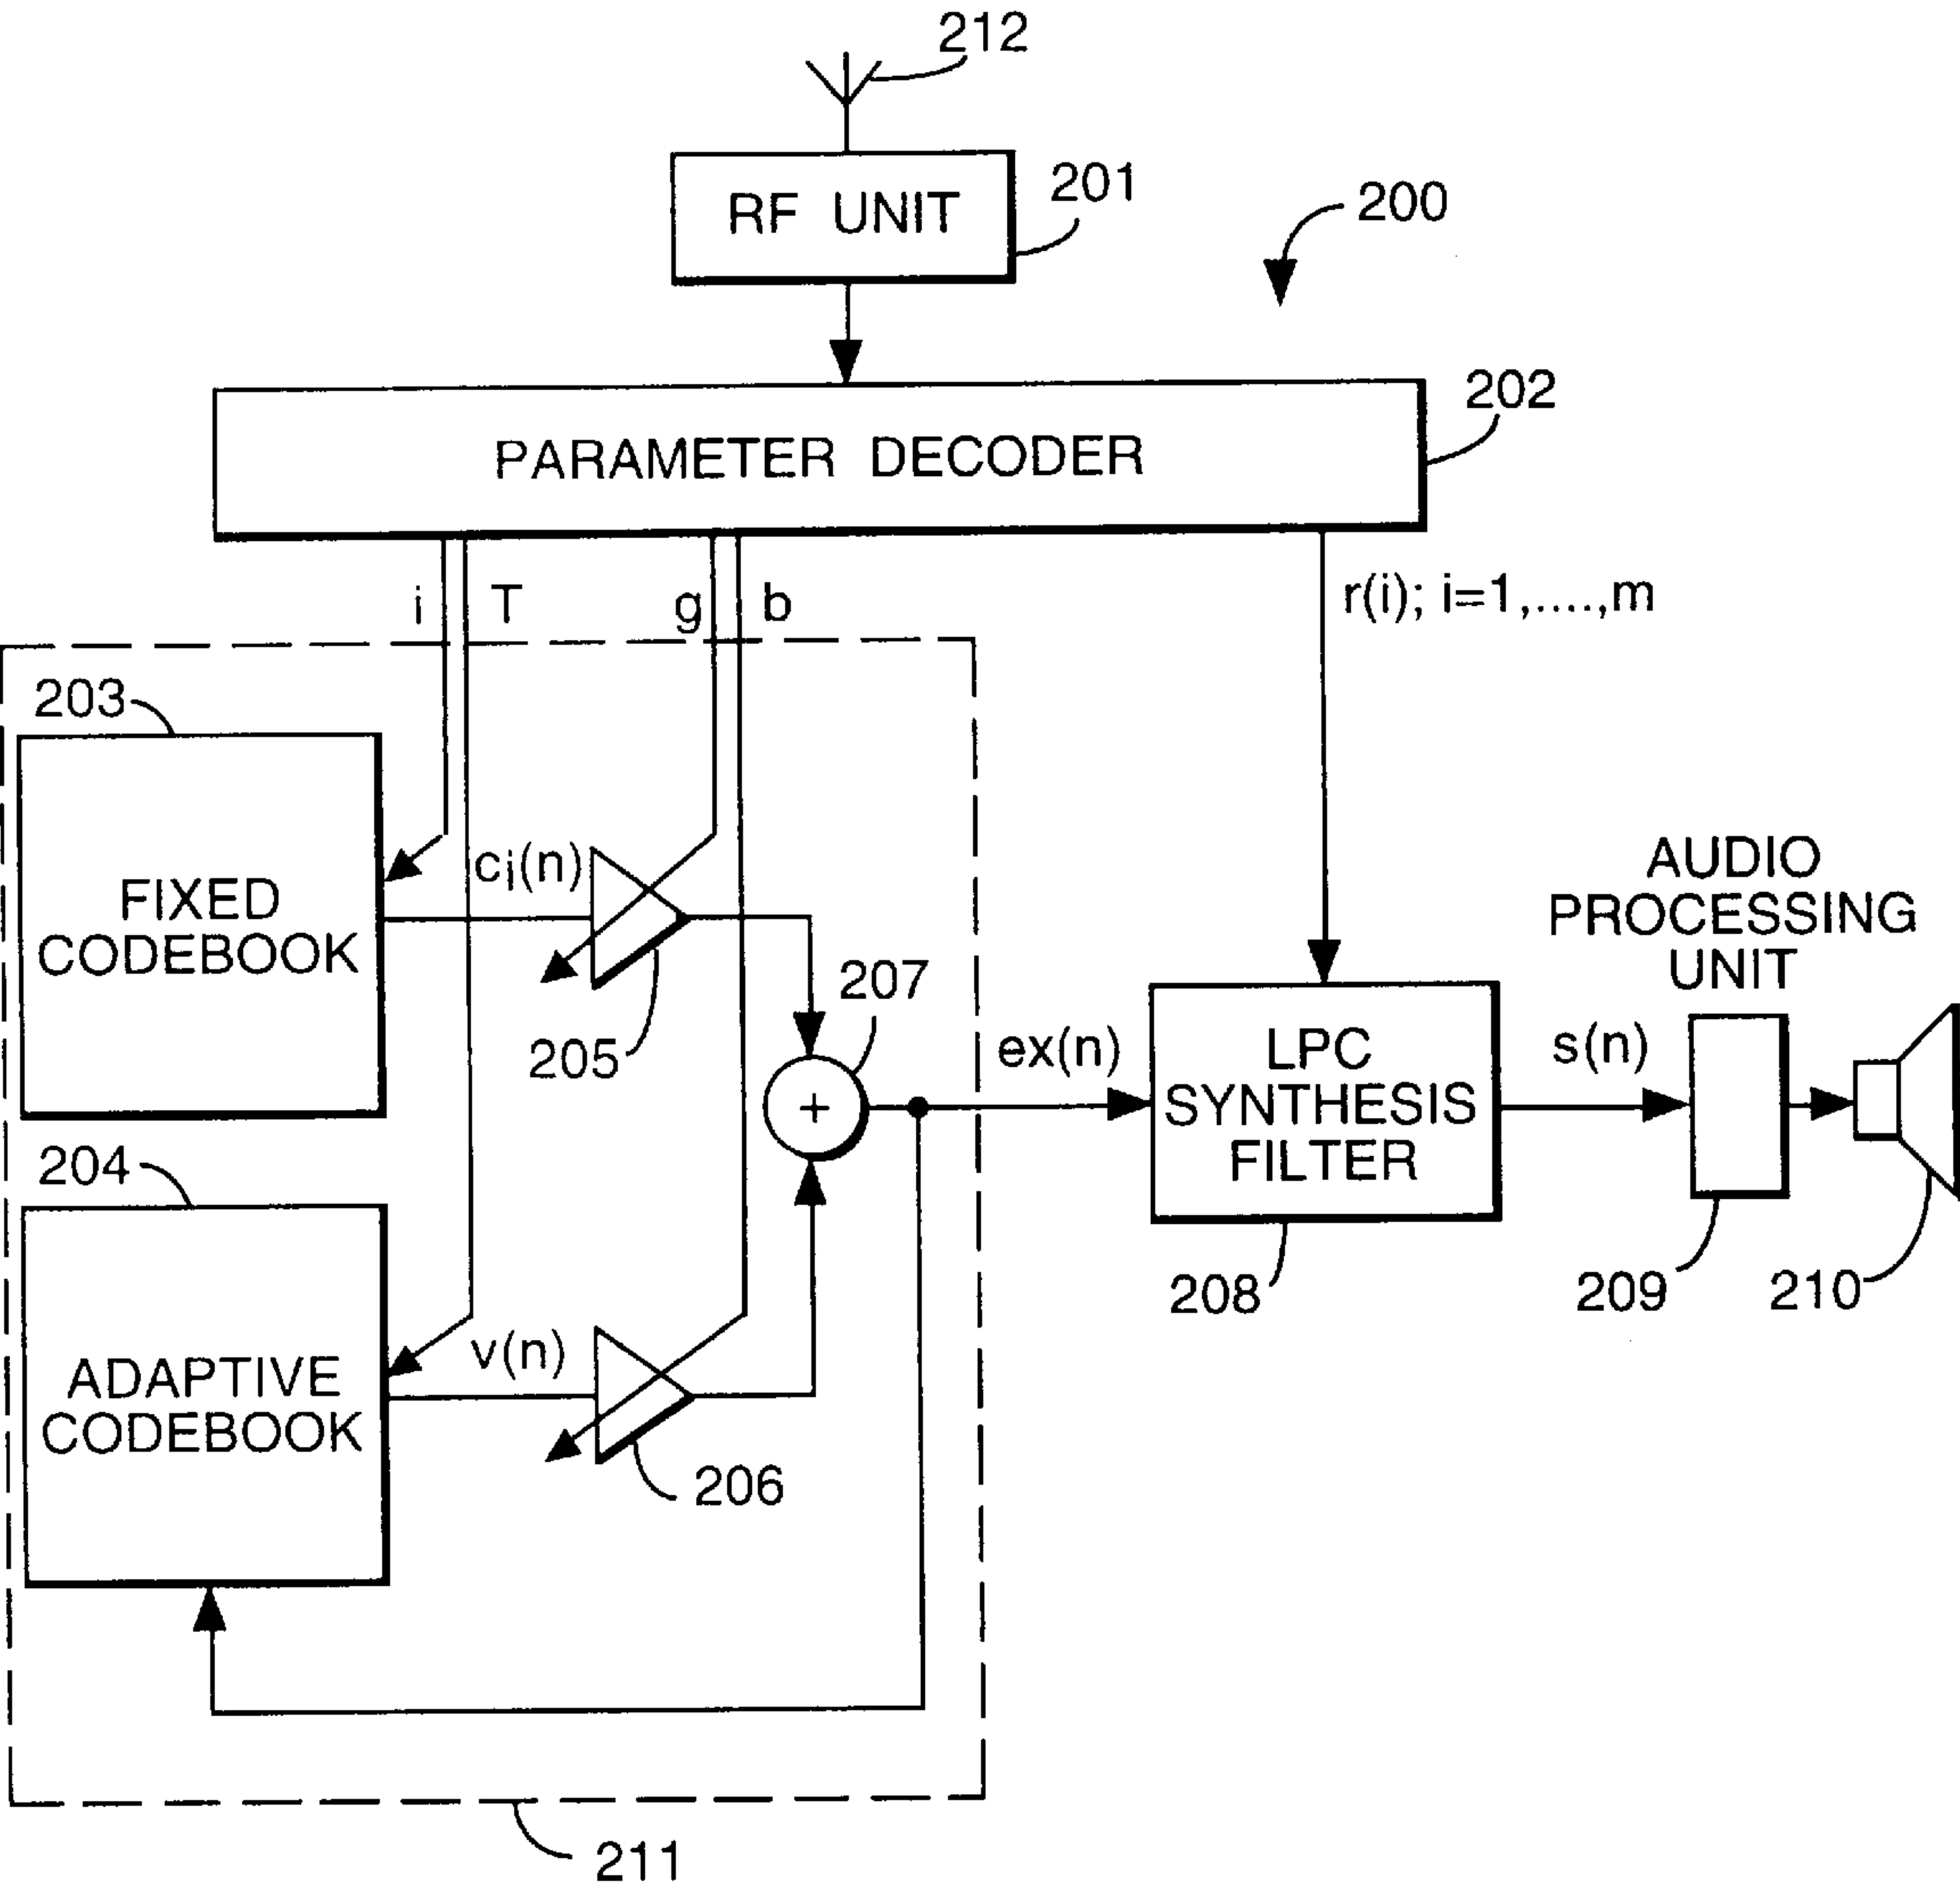 212
RF UNIT
201
200
PARAMETER DECODER
202
i
T
g
b
r(i); i=1,....,m
203
FIXED
CODEBOOK
ci(n)
205
207
ex(n)
LPC
SYNTHESIS
FILTER
208
s(n)
AUDIO
PROCESSING
UNIT
209
210
204
ADAPTIVE
CODEBOOK
v(n)
206
+
211